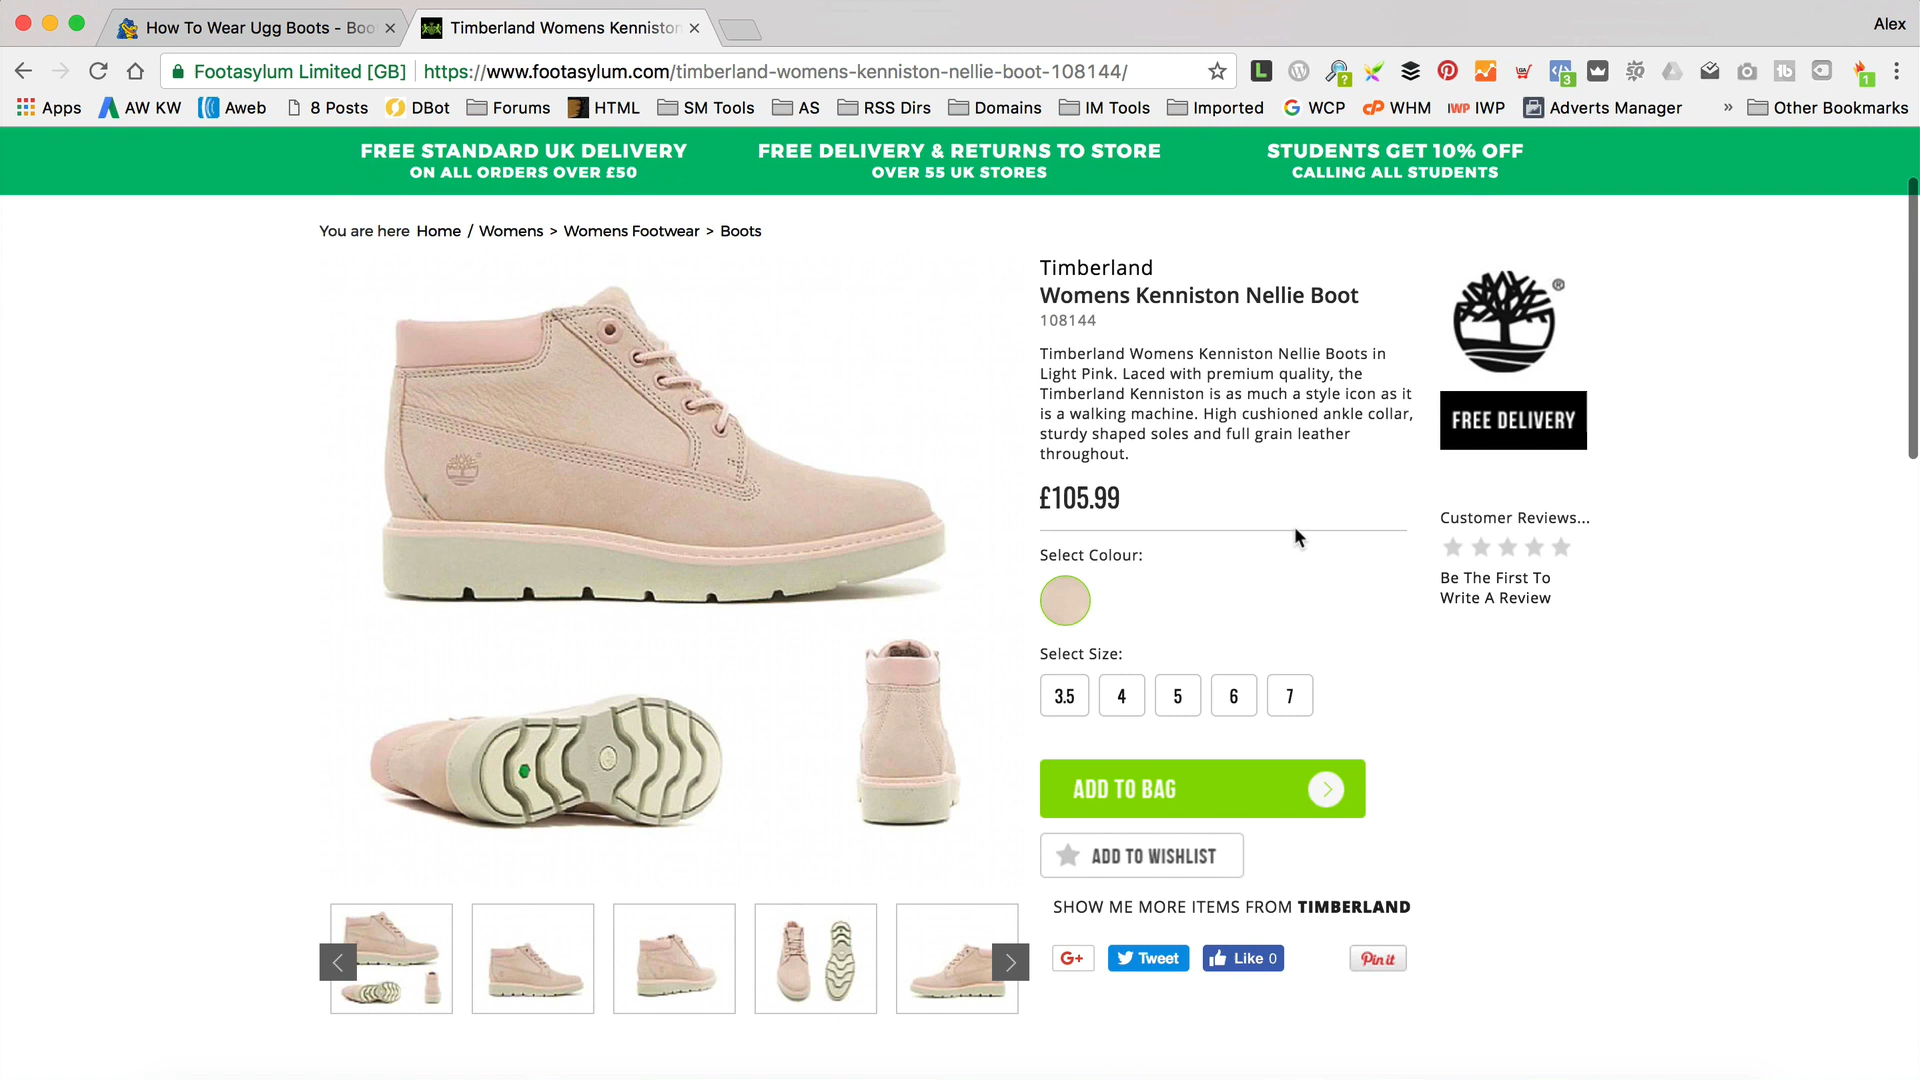 How To Wear Ugg Boots - Boo
Timberland Womens Kenniston
Alex
Footasylum Limited [GB]
https://www.footasylum.com/timberland-womens-kenniston-nellie-boot-108144/
Apps
AW KW
Aweb
8 Posts
DBot
Forums
HTML
SM Tools
AS
RSS Dirs
Domains
IM Tools
Imported
WCP
WHM
IWP IWP
Adverts Manager
»
Other Bookmarks
FREE STANDARD UK DELIVERY
ON ALL ORDERS OVER £50
FREE DELIVERY & RETURNS TO STORE
OVER 55 UK STORES
STUDENTS GET 10% OFF
CALLING ALL STUDENTS
You are here Home / Womens > Womens Footwear > Boots
Timberland
Womens Kenniston Nellie Boot
108144
Timberland Womens Kenniston Nellie Boots in
Light Pink. Laced with premium quality, the
Timberland Kenniston is as much a style icon as it
is a walking machine. High cushioned ankle collar,
sturdy shaped soles and full grain leather
throughout.
£105.99
Select Colour:
Select Size:
3.5 4 5 6 7
ADD TO BAG
ADD TO WISHLIST
SHOW ME MORE ITEMS FROM TIMBERLAND
G+
Tweet
Like 0
Pin it
®
FREE DELIVERY
Customer Reviews...
Be The First To
Write A Review